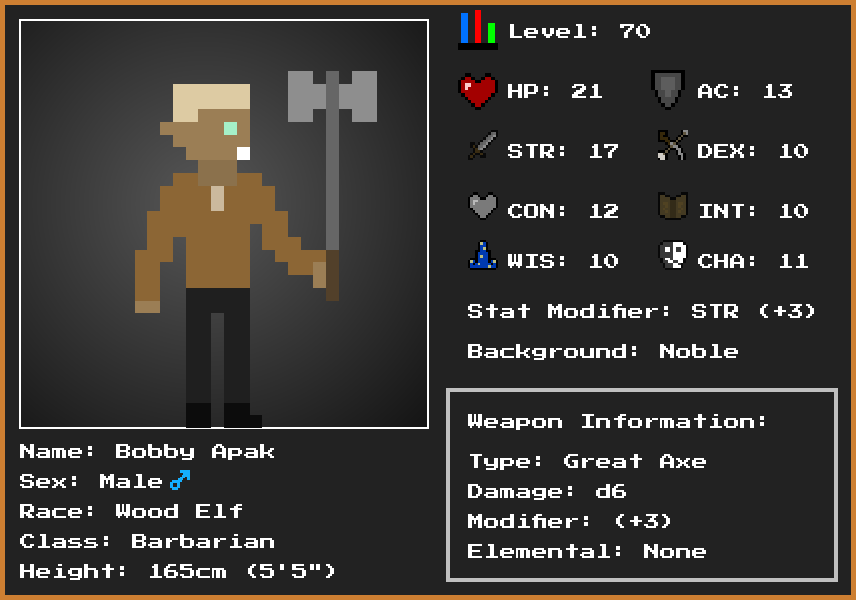 Level: 70
HP: 21 AC: 13
STR: 17 DEX: 10
CON: 12 INT: 10
WIS: 10 CHA: 11
Stat Modifier: STR (+3)
Background: Noble
Weapon Information:
Type: Great Axe
Damage: d6
Modifier: (+3)
Elemental: None
Name: Bobby Apak
Sex: Male ♂
Race: Wood Elf
Class: Barbarian
Height: 165cm (5'5")